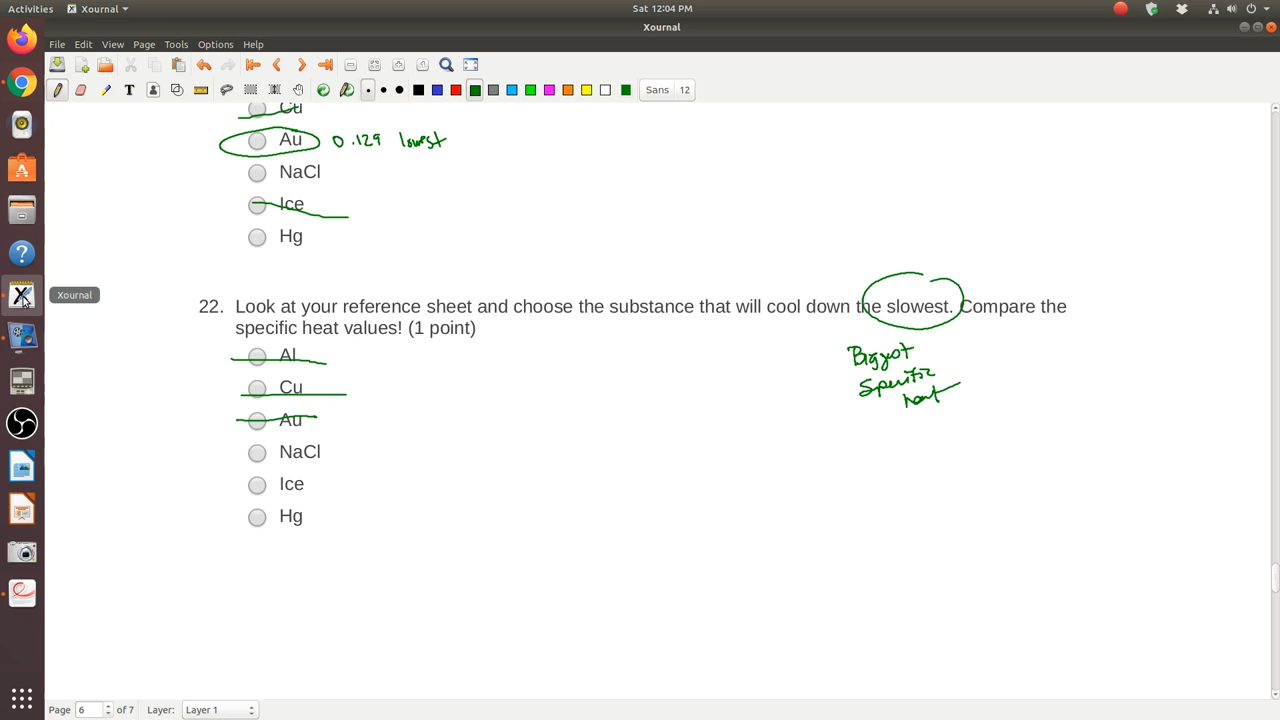 Activities Xournal Sat 12:04 PM
Xournal
File Edit View Page Tools Options Help
Sans 12
Cu
Au 0.129 lowest
NaCl
Ice
Hg
Xournal
22. Look at your reference sheet and choose the substance that will cool down the slowest. Compare the
specific heat values! (1 point)
Al
Biggest
Specific
heat
Cu
Au
NaCl
Ice
Hg
Page 6 of 7 Layer: Layer 1